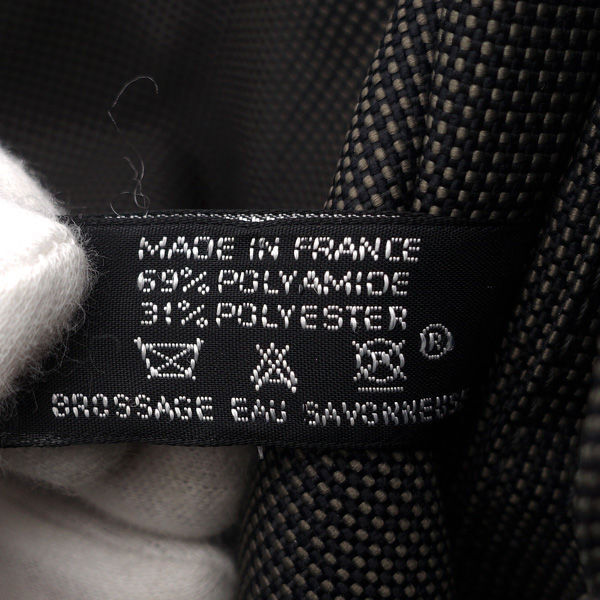 MADE IN FRANCE
69% POLYAMIDE
31% POLYESTER
®
BROSSAGE EAU SAVONNEUSE